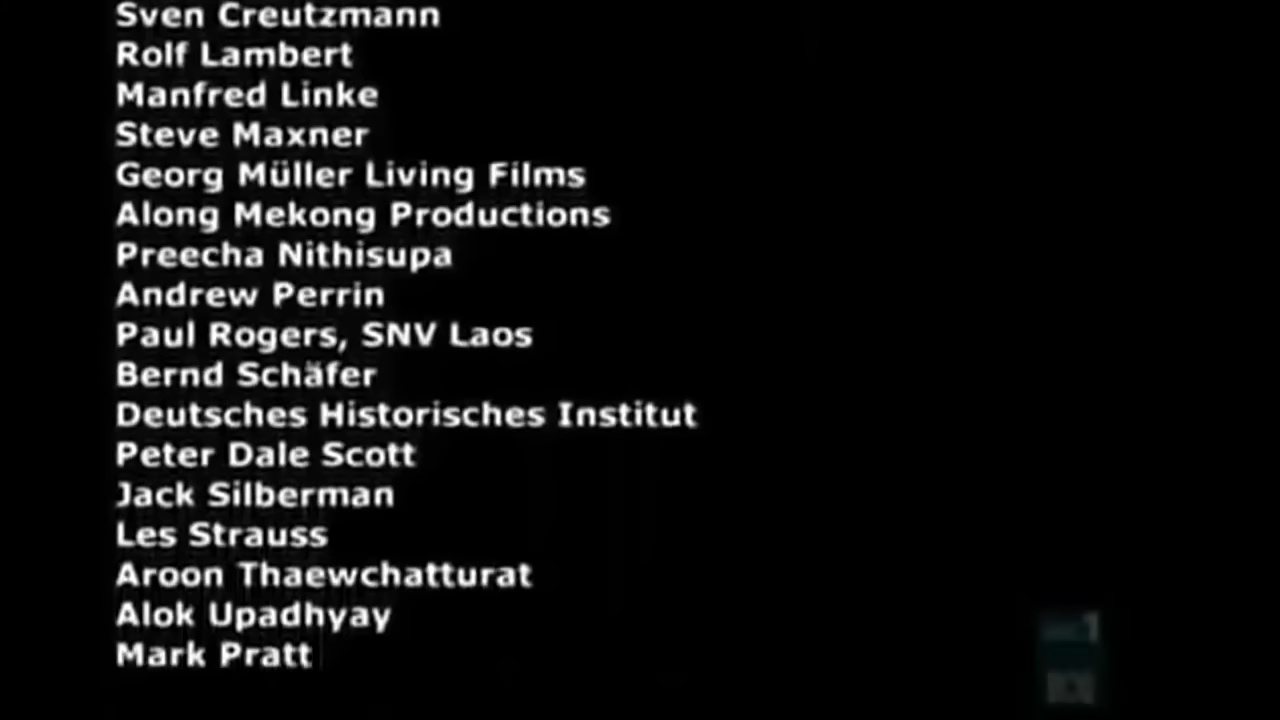 Sven Creutzmann
Rolf Lambert
Manfred Linke
Steve Maxner
Georg Müller Living Films
Along Mekong Productions
Preecha Nithisupa
Andrew Perrin
Paul Rogers, SNV Laos
Bernd Schäfer
Deutsches Historisches Institut
Peter Dale Scott
Jack Silberman
Les Strauss
Aroon Thaewchatturat
Alok Upadhyay
Mark Pratt